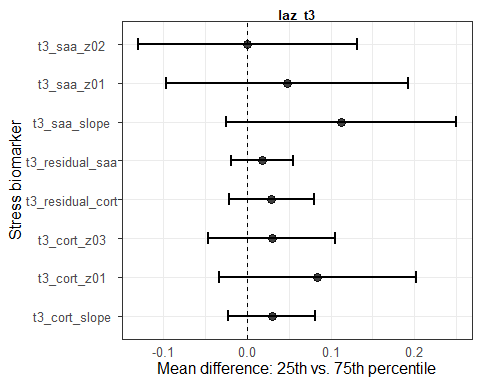 laz_t3
Stress biomarker
t3_saa_z02
t3_saa_z01
t3_saa_slope
t3_residual_saa
t3_residual_cort
t3_cort_z03
t3_cort_z01
t3_cort_slope
-0.1 0.0 0.1 0.2
Mean difference: 25th vs. 75th percentile